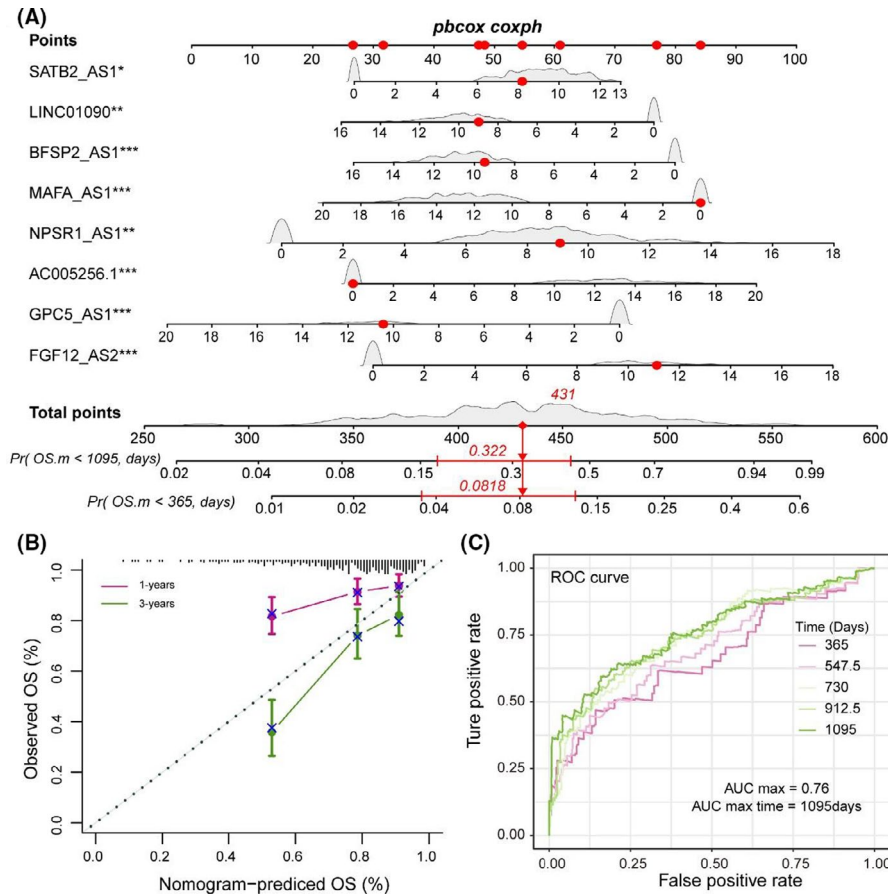 (A)
pbcox coxph
Points
0 10 20 30 40 50 60 70 80 90 100
SATB2_AS1*
0 2 4 6 8 10 12 13
LINC01090**
16 14 12 10 8 6 4 2 0
BFSP2_AS1***
16 14 12 10 8 6 4 2 0
MAFA_AS1***
20 16 14 12 10 8 6 4 2 0
NPSR1_AS1**
0 2 4 6 8 10 12 14 16 18
AC005256.1***
0 2 4 6 8 10 12 14 16 20
GPC5_AS1***
20 16 14 12 10 8 6 4 2 0
FGF12_AS2***
0 2 4 6 8 10 12 14 18
431
Total points
250 300 350 400 450 500 550 600
0.322
Pr( OS.m < 1095, days)
0.02 0.04 0.08 0.15 0.3 0.5 0.7 0.94 0.99
0.0818
Pr( OS.m < 365, days)
0.01 0.02 0.04 0.08 0.15 0.25 0.4 0.6
(B)
1-years
3-years
Observed OS (%)
1.0
0.8
0.6
0.4
0.2
0.0
0.0 0.2 0.4 0.6 0.8 1.0
Nomogram-prediced OS (%)
(C)
ROC curve
Time (Days)
365
547.5
730
912.5
1095
AUC max = 0.76
AUC max time = 1095days
Ture positive rate
1.00
0.75
0.50
0.25
0.00
0.00 0.25 0.50 0.75 1.00
False positive rate